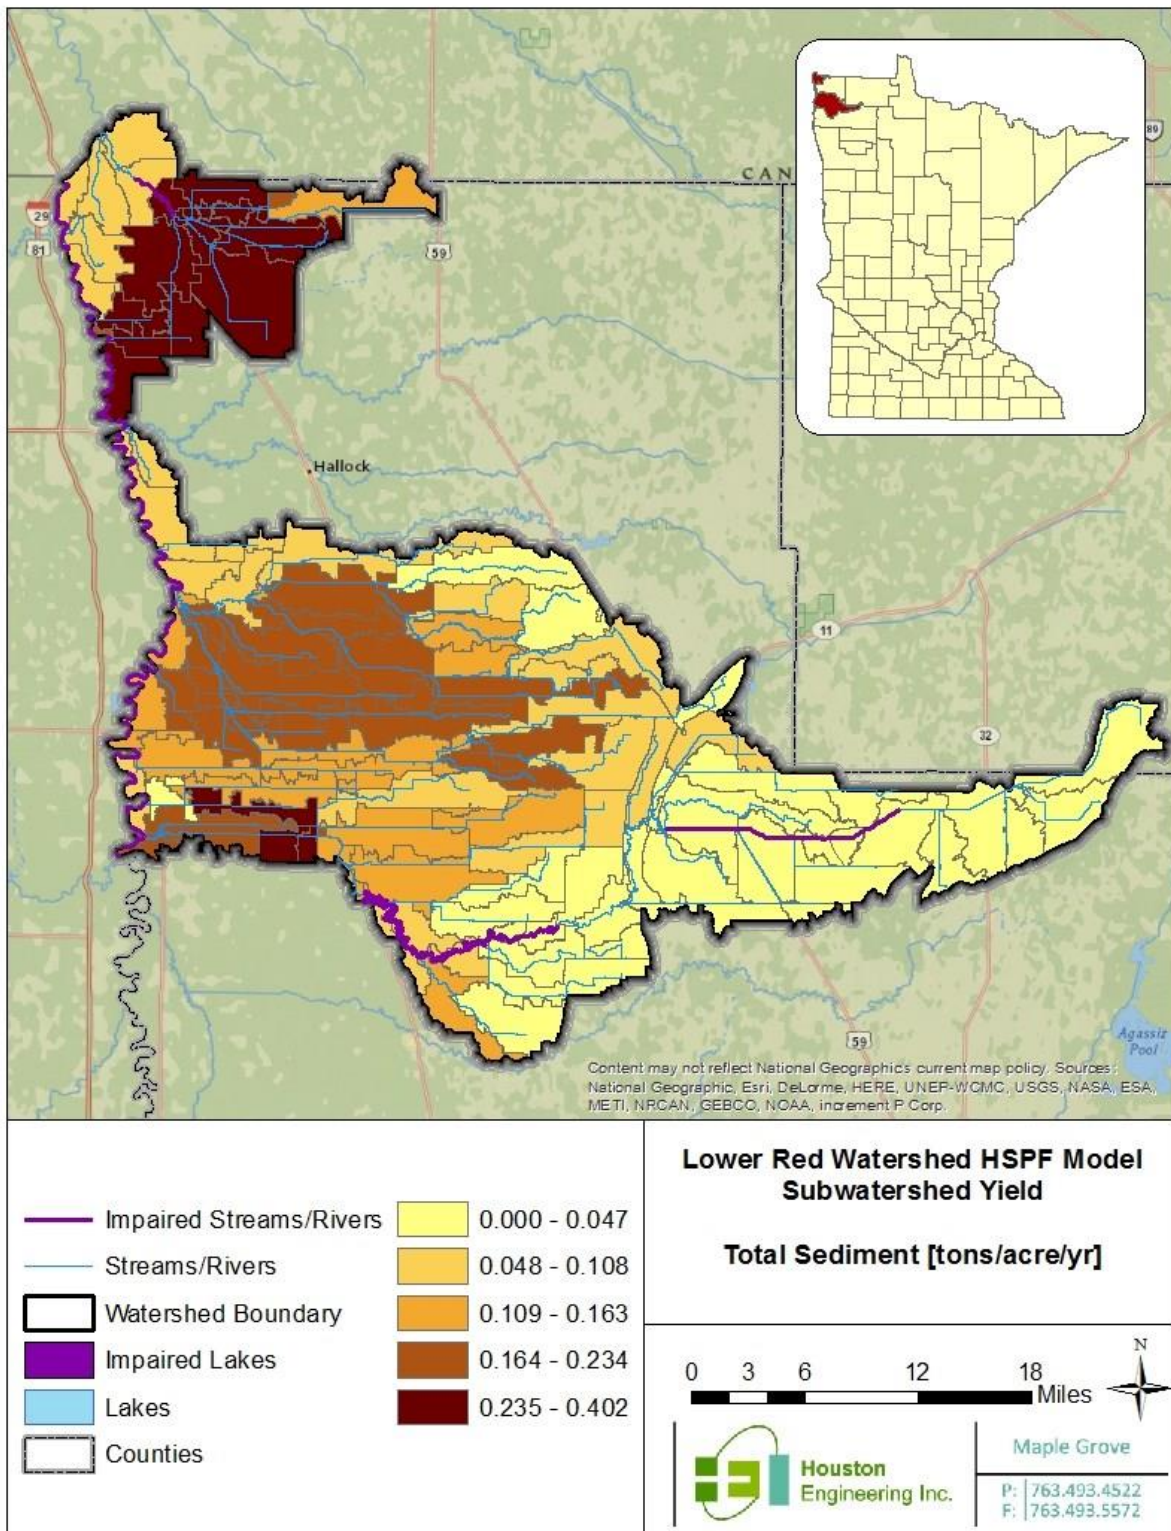 CAN
89
29
81
59
Hallock
11
32
59
Agassiz
Pool
Content may not reflect National Geographic's current map policy. Sources:
National Geographic, Esri, DeLorme, HERE, UNEP-WCMC, USGS, NASA, ESA,
METI, NRCAN, GEBCO, NOAA, increment P Corp.
Impaired Streams/Rivers
Streams/Rivers
Watershed Boundary
Impaired Lakes
Lakes
Counties
0.000 - 0.047
0.048 - 0.108
0.109 - 0.163
0.164 - 0.234
0.235 - 0.402
Lower Red Watershed HSPF Model
Subwatershed Yield
Total Sediment [tons/acre/yr]
N
0 3 6 12 18
Miles
Houston
Engineering Inc.
Maple Grove
P: 763.493.4522
F: 763.493.5572